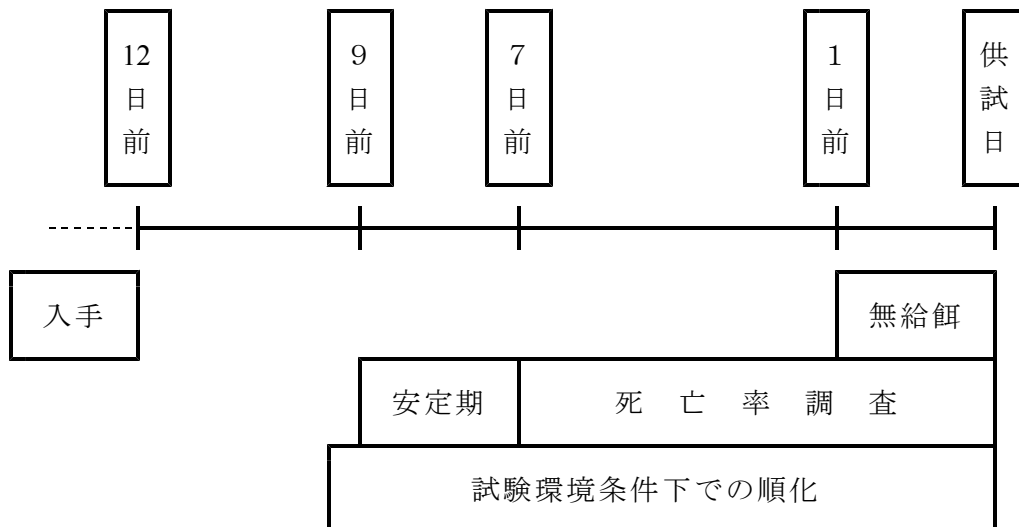 12日前
９日前
７日前
１日前
供試日
入手
無給餌
安定期
死亡率調査
試験環境条件下での順化